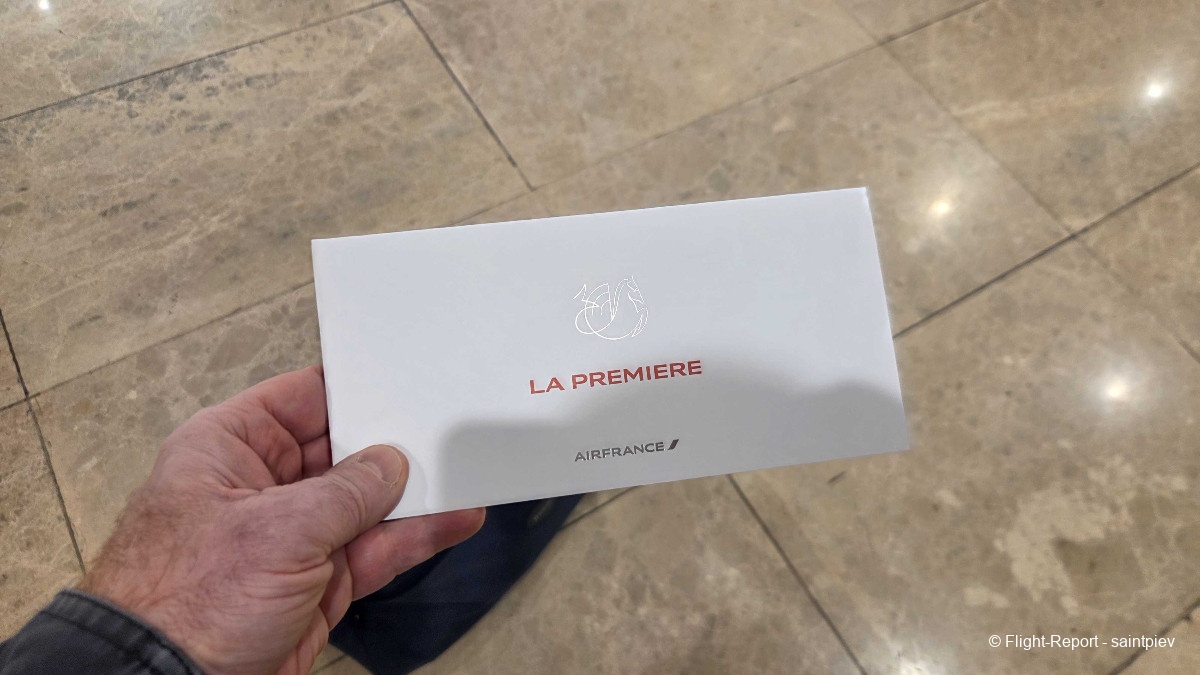 LA PREMIERE
AIRFRANCE
© Flight-Report - saintpiev